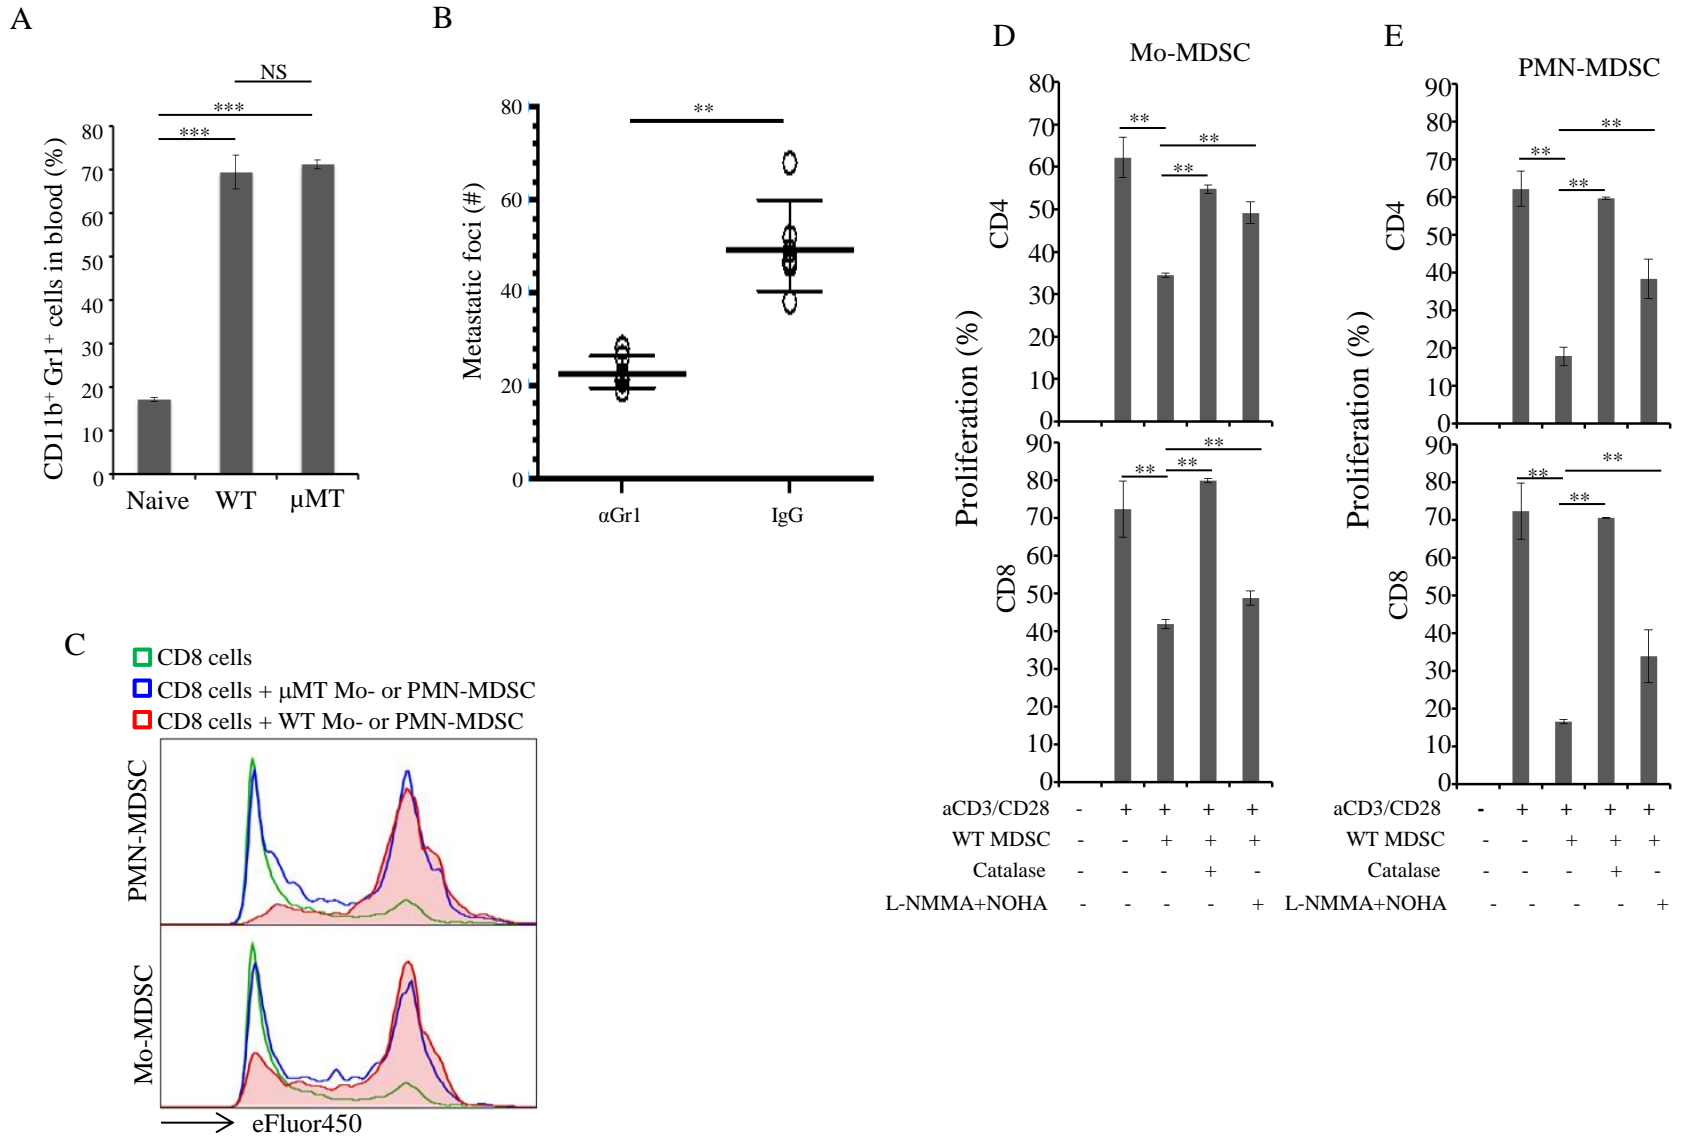 A
NS
***
***
CD11b+ Gr1+ cells in blood (%)
80
70
60
50
40
30
20
10
0
Naive WT μMT
B
**
Metastatic foci (#)
80
60
40
20
0
αGr1 IgG
C
CD8 cells
CD8 cells + μMT Mo- or PMN-MDSC
CD8 cells + WT Mo- or PMN-MDSC
PMN-MDSC
Mo-MDSC
eFluor450
D
Mo-MDSC
Proliferation (%)
CD4
80
70
60
50
40
30
20
10
0
** ** **
CD8
90
80
70
60
50
40
30
20
10
0
** ** **
aCD3/CD28 - + + + +
WT MDSC - - + + +
Catalase - - - + -
L-NMMA+NOHA - - - - +
E
PMN-MDSC
Proliferation (%)
CD4
90
80
70
60
50
40
30
20
10
0
** ** **
CD8
90
80
70
60
50
40
30
20
10
0
** ** **
aCD3/CD28 - + + + +
WT MDSC - - + + +
Catalase - - - + -
L-NMMA+NOHA - - - - +